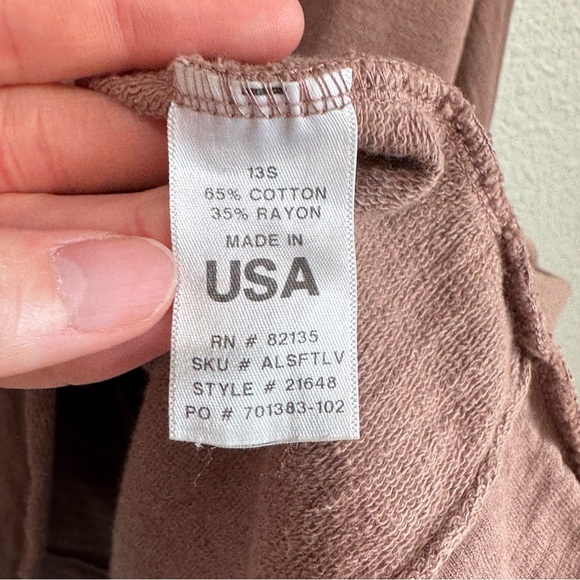 13S
65% COTTON
35% RAYON
MADE IN
USA
RN # 82135
SKU # ALSFTLV
STYLE # 21648
PO # 701383-102